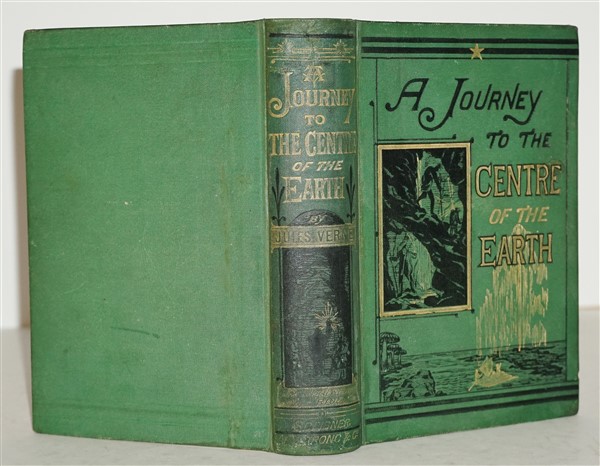 A
JOURNEY
TO
THE CENTRE
OF THE
EARTH
BY
JULES VERNE
A JOURNEY
TO THE
CENTRE
OF THE
EARTH